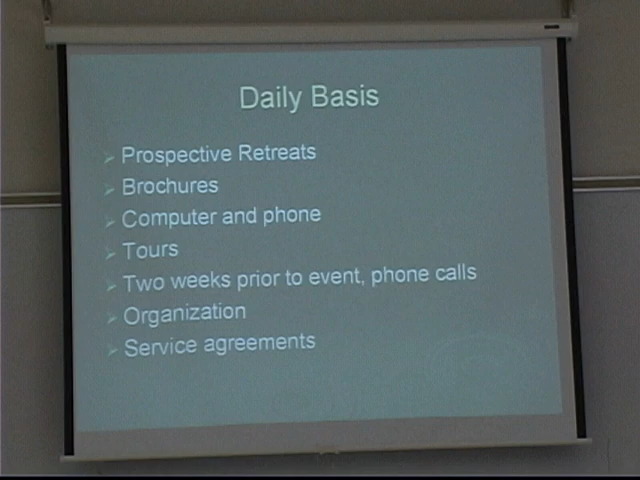 Daily Basis
Prospective Retreats
Brochures
Computer and phone
Tours
Two weeks prior to event, phone calls
Organization
Service agreements